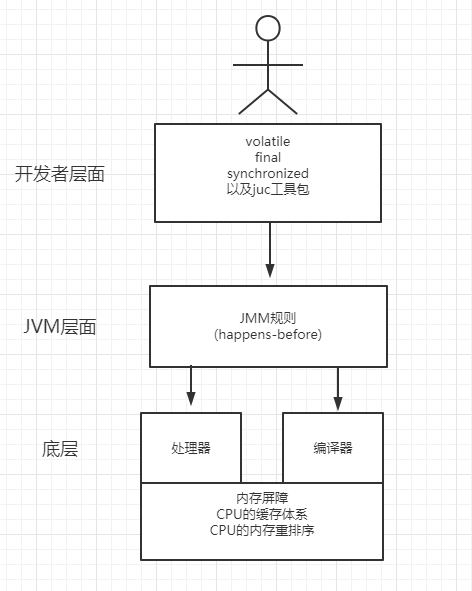 volatile
final
synchronized
以及juc工具包
开发者层面
JMM规则
(happens-before)
JVM层面
处理器
编译器
底层
内存屏障
CPU的缓存体系
CPU的内存重排序